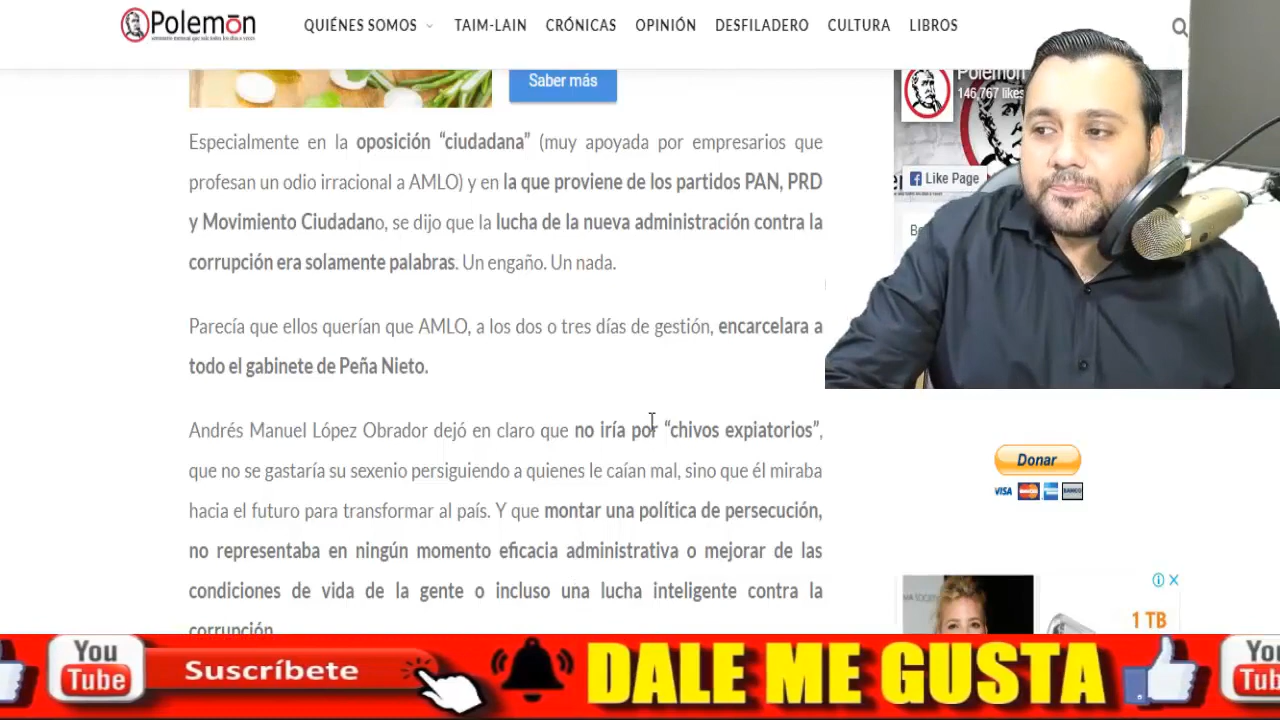 Polemōn
QUIÉNES SOMOS TAIM-LAIN CRÓNICAS OPINIÓN DESFILADERO CULTURA LIBROS
Saber más
Polemón
146,767 likes
Like Page
Especialmente en la oposición “ciudadana” (muy apoyada por empresarios que
profesan un odio irracional a AMLO) y en la que proviene de los partidos PAN, PRD
y Movimiento Ciudadano, se dijo que la lucha de la nueva administración contra la
corrupción era solamente palabras. Un engaño. Un nada.
Parecía que ellos querían que AMLO, a los dos o tres días de gestión, encarcelara a
todo el gabinete de Peña Nieto.
Andrés Manuel López Obrador dejó en claro que no iría por “chivos expiatorios”,
que no se gastaría su sexenio persiguiendo a quienes le caían mal, sino que él miraba
hacia el futuro para transformar al país. Y que montar una política de persecución,
no representaba en ningún momento eficacia administrativa o mejorar de las
condiciones de vida de la gente o incluso una lucha inteligente contra la
corrupción.
Donar
VISA
1 TB
You
Tube
Suscríbete
DALE ME GUSTA
You
Tube